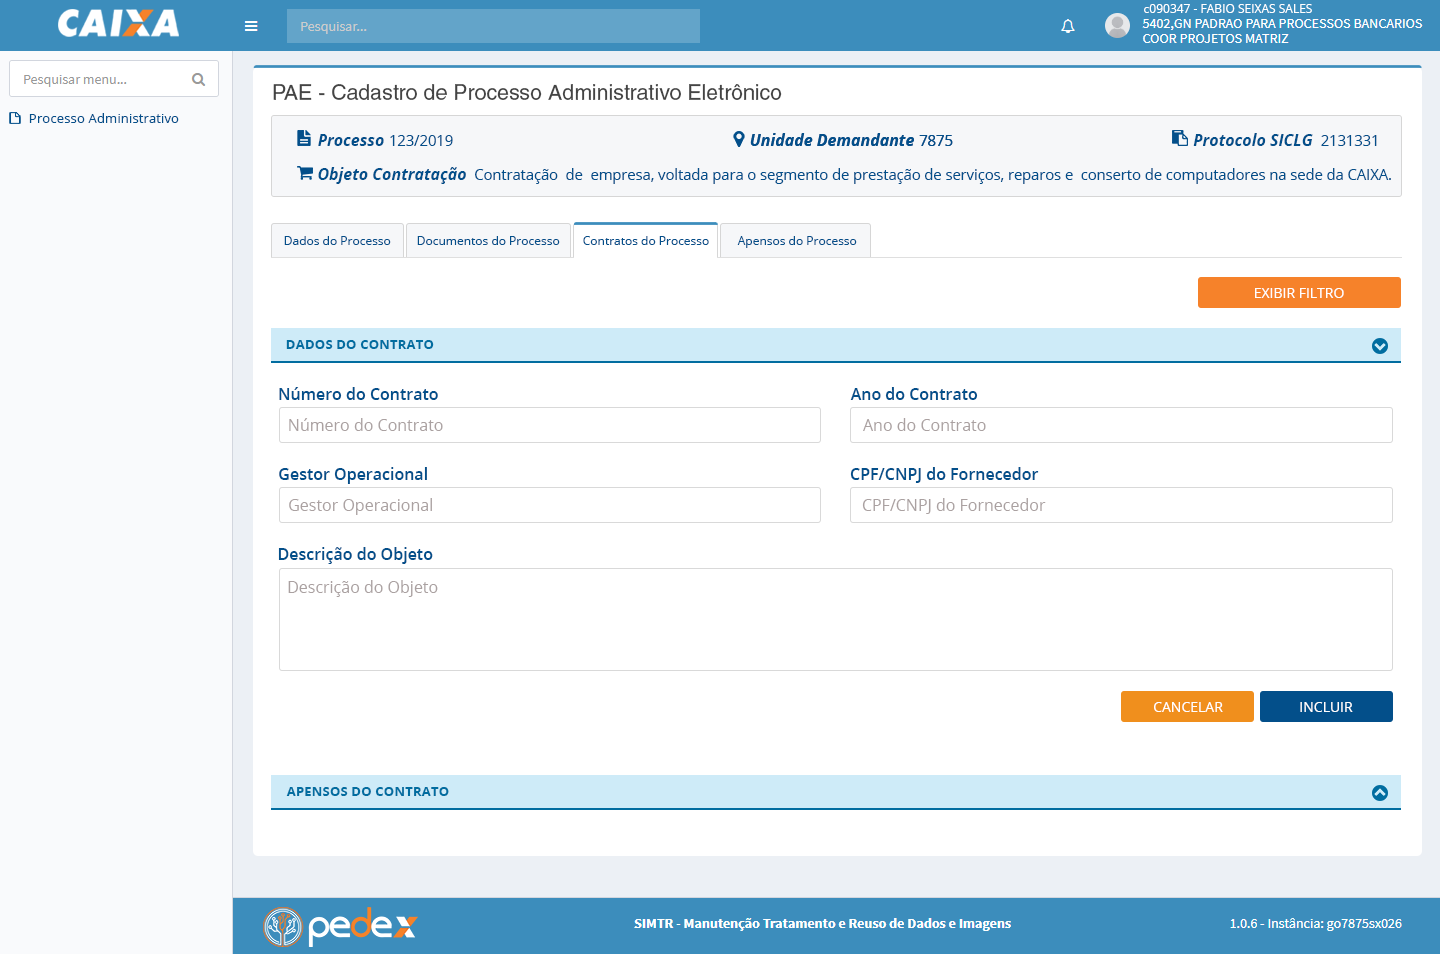 CAIXA
Pesquisar...
c090347 - FABIO SEIXAS SALES
5402,GN PADRAO PARA PROCESSOS BANCARIOS
COOR PROJETOS MATRIZ
Pesquisar menu...
Processo Administrativo
PAE - Cadastro de Processo Administrativo Eletrônico
Processo 123/2019 Unidade Demandante 7875 Protocolo SICLG 2131331
Objeto Contratação Contratação de empresa, voltada para o segmento de prestação de serviços, reparos e conserto de computadores na sede da CAIXA.
Dados do Processo Documentos do Processo Contratos do Processo Apensos do Processo
EXIBIR FILTRO
DADOS DO CONTRATO
Número do Contrato Ano do Contrato
Número do Contrato Ano do Contrato
Gestor Operacional CPF/CNPJ do Fornecedor
Gestor Operacional CPF/CNPJ do Fornecedor
Descrição do Objeto
Descrição do Objeto
CANCELAR INCLUIR
APENSOS DO CONTRATO
pedex SIMTR - Manutenção Tratamento e Reuso de Dados e Imagens 1.0.6 - Instância: go7875sx026